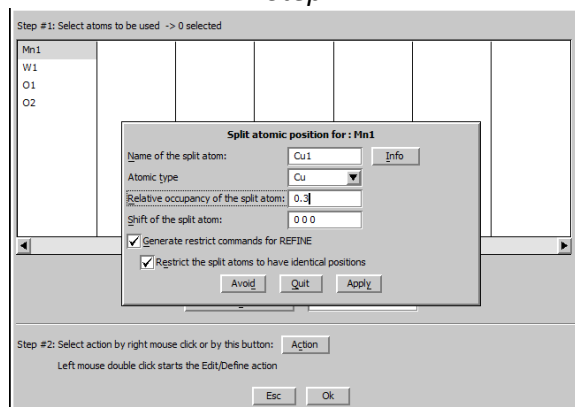 Step
Step #1: Select atoms to be used -> 0 selected
Mn1
W1
O1
O2
Split atomic position for : Mn1
Name of the split atom: Cu1 Info
Atomic type Cu
Relative occupancy of the split atom: 0.3
Shift of the split atom: 0 0 0
Generate restrict commands for REFINE
Restrict the split atoms to have identical positions
Avoid Quit Apply
Step #2: Select action by right mouse click or by this button: Action
Left mouse double click starts the Edit/Define action
Esc Ok